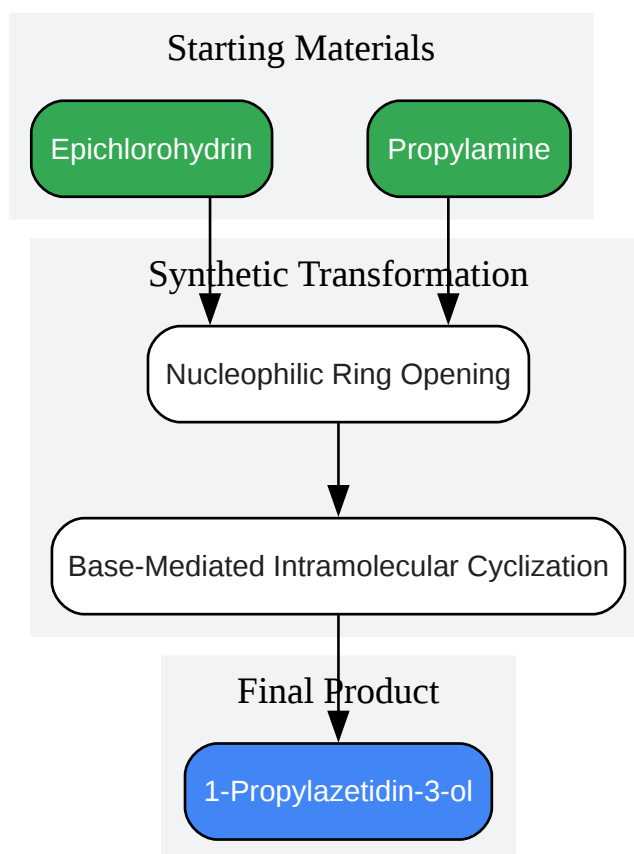 Starting Materials
Epichlorohydrin
Propylamine
Synthetic Transformation
Nucleophilic Ring Opening
Base-Mediated Intramolecular Cyclization
Final Product
1-Propylazetidin-3-ol